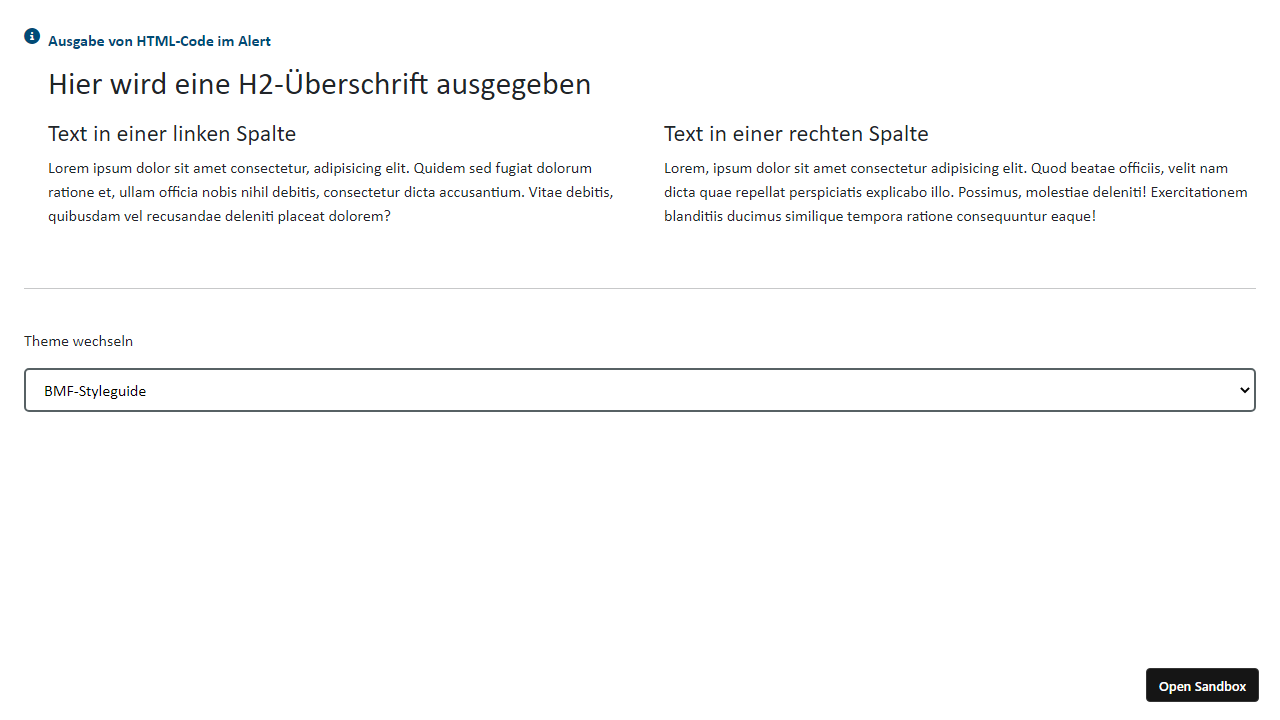 Ausgabe von HTML-Code im Alert
Hier wird eine H2-Überschrift ausgegeben
Text in einer linken Spalte
Lorem ipsum dolor sit amet consectetur, adipisicing elit. Quidem sed fugiat dolorum
ratione et, ullam officia nobis nihil debitis, consectetur dicta accusantium. Vitae debitis,
quibusdam vel recusandae deleniti placeat dolorem?
Text in einer rechten Spalte
Lorem, ipsum dolor sit amet consectetur adipisicing elit. Quod beatae officiis, velit nam
dicta quae repellat perspiciatis explicabo illo. Possimus, molestiae deleniti! Exercitationem
blanditiis ducimus similique tempora ratione consequuntur eaque!
Theme wechseln
BMF-Styleguide
Open Sandbox